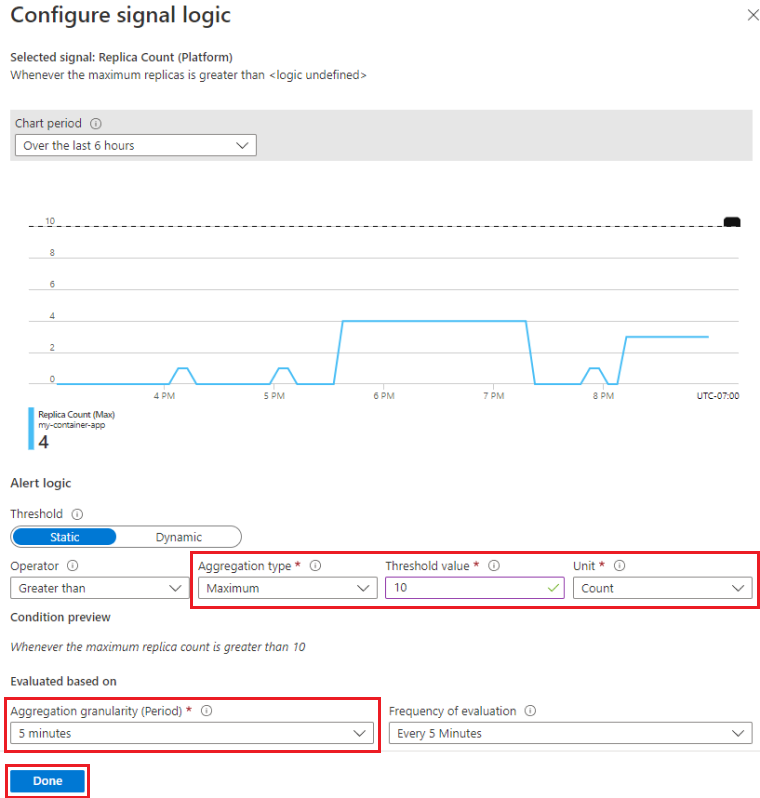 Configure signal logic
Selected signal: Replica Count (Platform)
Whenever the maximum replicas is greater than <logic undefined>
Chart period
Over the last 6 hours
10
8
6
4
2
0
4 PM 5 PM 6 PM 7 PM 8 PM UTC-07:00
Replica Count (Max)
my-container-app
4
Alert logic
Threshold
Static Dynamic
Operator Aggregation type * Threshold value * Unit *
Greater than Maximum 10 Count
Condition preview
Whenever the maximum replica count is greater than 10
Evaluated based on
Aggregation granularity (Period) * Frequency of evaluation
5 minutes Every 5 Minutes
Done